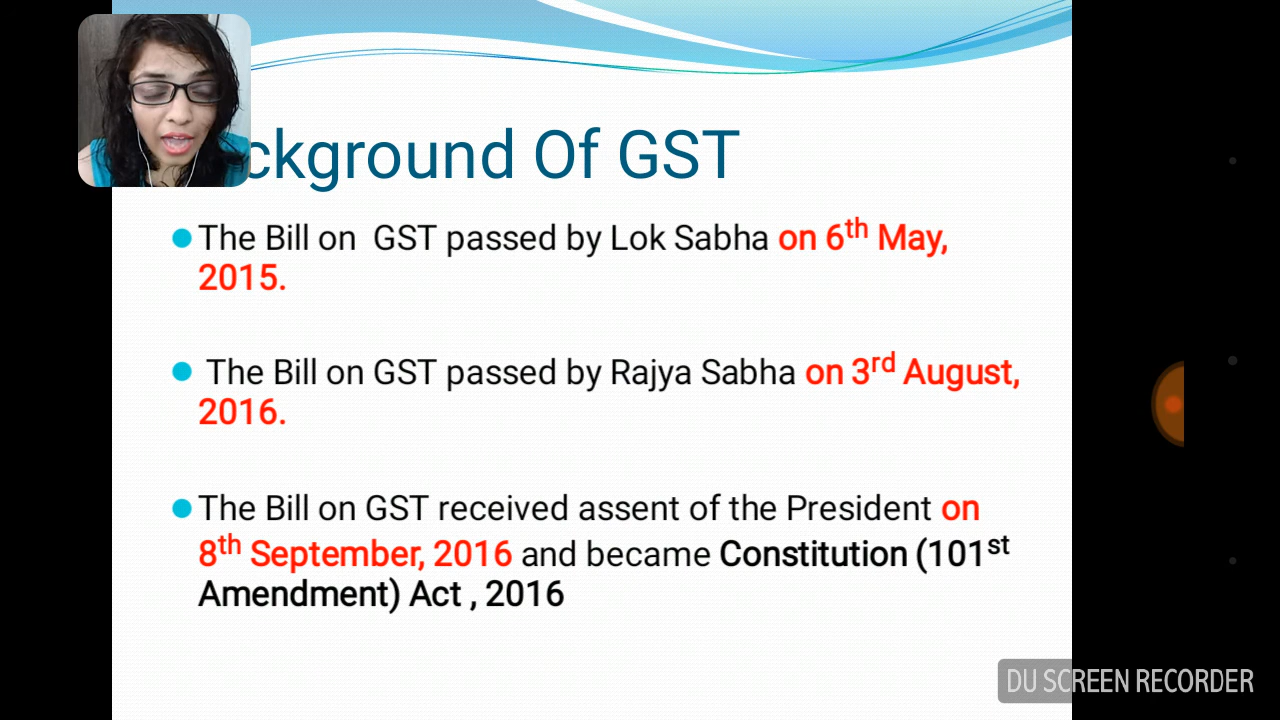 ckground Of GST
The Bill on GST passed by Lok Sabha on 6th May,
2015.
The Bill on GST passed by Rajya Sabha on 3rd August,
2016.
The Bill on GST received assent of the President on
8th September, 2016 and became Constitution (101st
Amendment) Act , 2016
DU SCREEN RECORDER